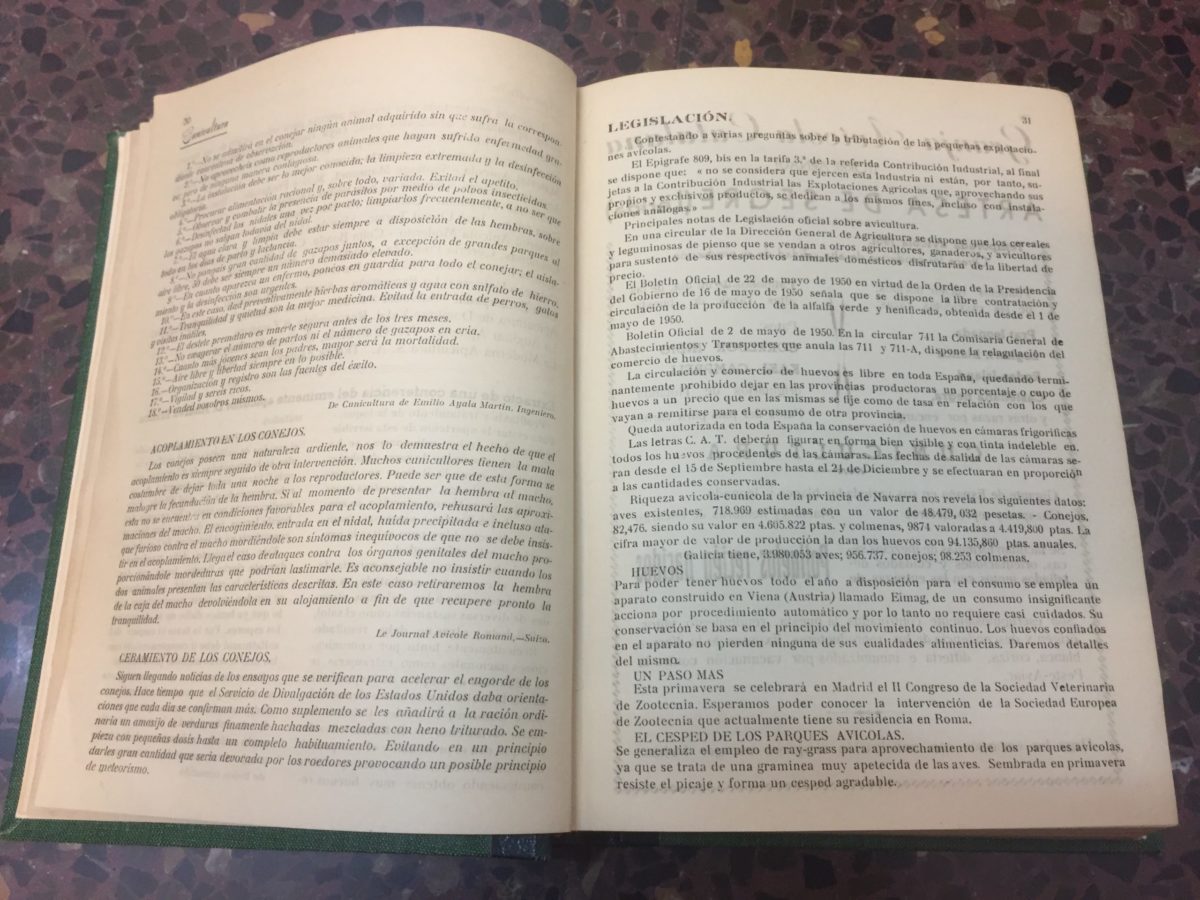 30
Cunicultura
1.ª—No se admitirá en el conejar ningún animal adquirido sin que sufra la correspon-
diente cuarentena de observación.
2.ª—No aprovechéis como reproductores animales que hayan sufrido enfermedad gra-
ve pero de ninguna manera contagiosa.
3.ª—La instalación debe ser lo mejor conocida; la limpieza extremada y la desinfección
obligatoria.
4.ª—Procurar alimentación racional y, sobre todo, variada. Evitad el apetito.
5.ª—Observar y combatir la presencia de parásitos por medio de polvos insecticidas.
6.ª—Desinfectad los nidales una vez por parto; limpiarlos frecuentemente, a no ser que
los gazapos no salgan todavía del nidal.
7.ª—El agua clara y limpia debe estar siempre a disposición de las hembras, sobre
todo en los días de parto y lactancia.
8.ª—No pongáis gran cantidad de gazapos juntos, a excepción de grandes parques al
aire libre, y debe ser siempre un número demasiado elevado.
9.ª—En cuanto aparezca un enfermo, poneos en guardia para todo el conejar; el aisla-
miento y la desinfección son urgentes.
10.ª—En este caso, dad preventivamente hierbas aromáticas y agua con sulfato de hierro.
11.ª—Tranquilidad y quietud son la mejor medicina. Evitad la entrada de perros, gatos
y visitas inútiles.
12.ª—El destete prematuro es muerte segura antes de los tres meses.
13.ª—No exagerar el número de partos ni el número de gazapos en cría.
14.ª—Cuanto más jóvenes sean los padres, mayor será la mortalidad.
15.ª—Aire libre y libertad siempre en lo posible.
16.—Organización y registro son las fuentes del éxito.
17.ª—Vigilad y seréis ricos.
18.ª—Vended vosotros mismos.
De Cunicultura de Emilio Ayala Martín. Ingeniero.
ACOPLAMIENTO EN LOS CONEJOS.
Los conejos poseen una naturaleza ardiente, nos lo demuestra el hecho de que el
acoplamiento es siempre seguido de otra intervención. Muchos cunicultores tienen la mala
costumbre de dejar toda una noche a los reproductores. Puede ser que de esta forma se
malogre la fecundación de la hembra. Si al momento de presentar la hembra al macho,
esta no se encuentra en condiciones favorables para el acoplamiento, rehusará las aproxi-
maciones del macho. El encogimiento, entrada en el nidal, huída precipitada e incluso ata-
que furioso contra el macho mordiéndole son síntomas inequívocos de que no se debe insis-
tir en el acoplamiento. Llega el caso de ataques contra los órganos genitales del macho pro-
porcionándole mordeduras que podrían lastimarle. Es aconsejable no insistir cuando los
dos animales presentan las características descritas. En este caso retiraremos la hembra
de la caja del macho devolviéndola en su alojamiento a fin de que recupere pronto la
tranquilidad.
Le Journal Avicole Romand,—Suiza.
CEBAMIENTO DE LOS CONEJOS,
Siguen llegando noticias de los ensayos que se verifican para acelerar el engorde de los
conejos. Hace tiempo que el Servicio de Divulgación de los Estados Unidos daba orienta-
ciones que cada día se confirman más. Como suplemento se les añadirá a la ración ordi-
naria un amasijo de verduras finamente hachadas mezcladas con heno triturado. Se em-
pieza con pequeñas dosis hasta un completo habituamiento. Evitando en un principio
darles gran cantidad que sería devorada por los roedores provocando un posible principio
de meteorismo.
31
LEGISLACIÓN.
Contestando a varias preguntas sobre la tributación de las pequeñas explotacio-
nes avícolas.
El Epigrafe 809, bis en la tarifa 3.ª de la referida Contribución Industrial, al final
se dispone que: « no se considera que ejercen esta Industria ni están, por tanto, su-
jetas a la Contribución Industrial las Explotaciones Agricolas que, aprovechando sus
propios y exclusivos productos, se dedican a los mismos fines, incluso con instala-
ciones análogas.»
Principales notas de Legislación oficial sobre avicultura.
En una circular de la Dirección General de Agricultura se dispone que los cereales
y leguminosas de pienso que se vendan a otros agricultores, ganaderos, y avicultores
para sustento de sus respectivos animales domésticos disfrutarán de la libertad de
precio.
El Boletin Oficial de 22 de mayo de 1950 en virtud de la Orden de la Presidencia
del Gobierno de 16 de mayo de 1950 señala que se dispone la libre contratación y
circulación de la producción de la alfalfa verde y henificada, obtenida desde el 1 de
mayo de 1950.
Boletin Oficial de 2 de mayo de 1950. En la circular 741 la Comisaria General de
Abastecimientos y Transportes que anula las 711 y 711-A, dispone la relagulación del
comercio de huevos.
La circulación y comercio de huevos es libre en toda España, quedando termi-
nantemente prohibido dejar en las provincias productoras un porcentaje o cupo de
huevos a un precio que en las mismas se fije como de tasa en relación con los que
vayan a remitirse para el consumo de otra provincia.
Queda autorizada en toda España la conservación de huevos en cámaras frigoríficas
Las letras C. A. T. deberán figurar en forma bien visible y con tinta indeleble en
todos los huevos procedentes de las cámaras. Las fechas de salida de las cámaras se-
ran desde el 15 de Septiembre hasta el 24 de Diciembre y se efectuaran en proporción
a las cantidades conservadas.
Riqueza avicola-cunicola de la prvincia de Navarra nos revela los siguientes datos:
aves existentes, 718.969 estimadas con un valor de 48.479,032 pesetas. - Conejos,
82,476. siendo su valor en 4.605.822 ptas. y colmenas, 9874 valoradas a 4.419,800 ptas. La
cifra mayor de valor de producción la dan los huevos con 94.135,860 ptas. anuales.
Galicia tiene, 3.980.053 aves; 956.737. conejos; 98.253 colmenas.
HUEVOS
Para poder tener huevos todo el año a disposición para el consumo se emplea un
aparato construido en Viena (Austria) llamado Eimag, de un consumo insignificante
acciona por procedimiento automático y por lo tanto no requiere casi cuidados. Su
conservación se basa en el principio del movimiento continuo. Los huevos confiados
en el aparato no pierden ninguna de sus cualidades alimenticias. Daremos detalles
del mismo.
UN PASO MAS
Esta primavera se celebrará en Madrid el II Congreso de la Sociedad Veterinaria
de Zootecnia. Esperamos poder conocer la intervención de la Sociedad Europea
de Zootecnia que actualmente tiene su residencia en Roma.
EL CESPED DE LOS PARQUES AVICOLAS.
Se generaliza el empleo de ray-grass para aprovechamiento de los parques avícolas,
ya que se trata de una graminea muy apetecida de las aves. Sembrada en primavera
resiste el picaje y forma un cesped agradable.